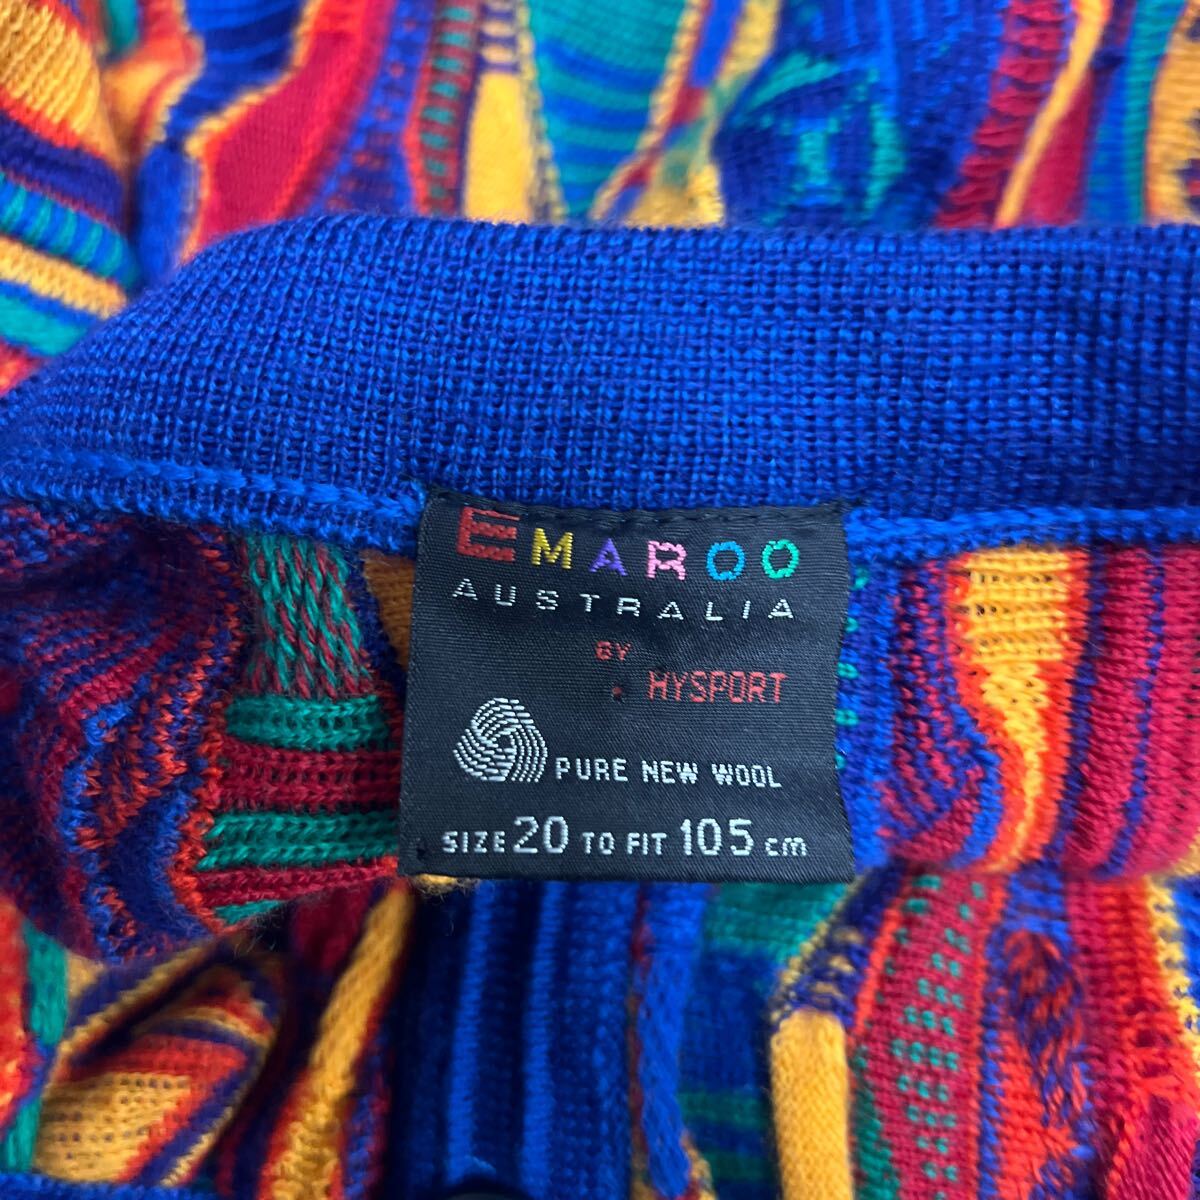 EMAROO
AUSTRALIA
BY
HYSPORT
PURE NEW WOOL
SIZE 20 TO FIT 105 cm